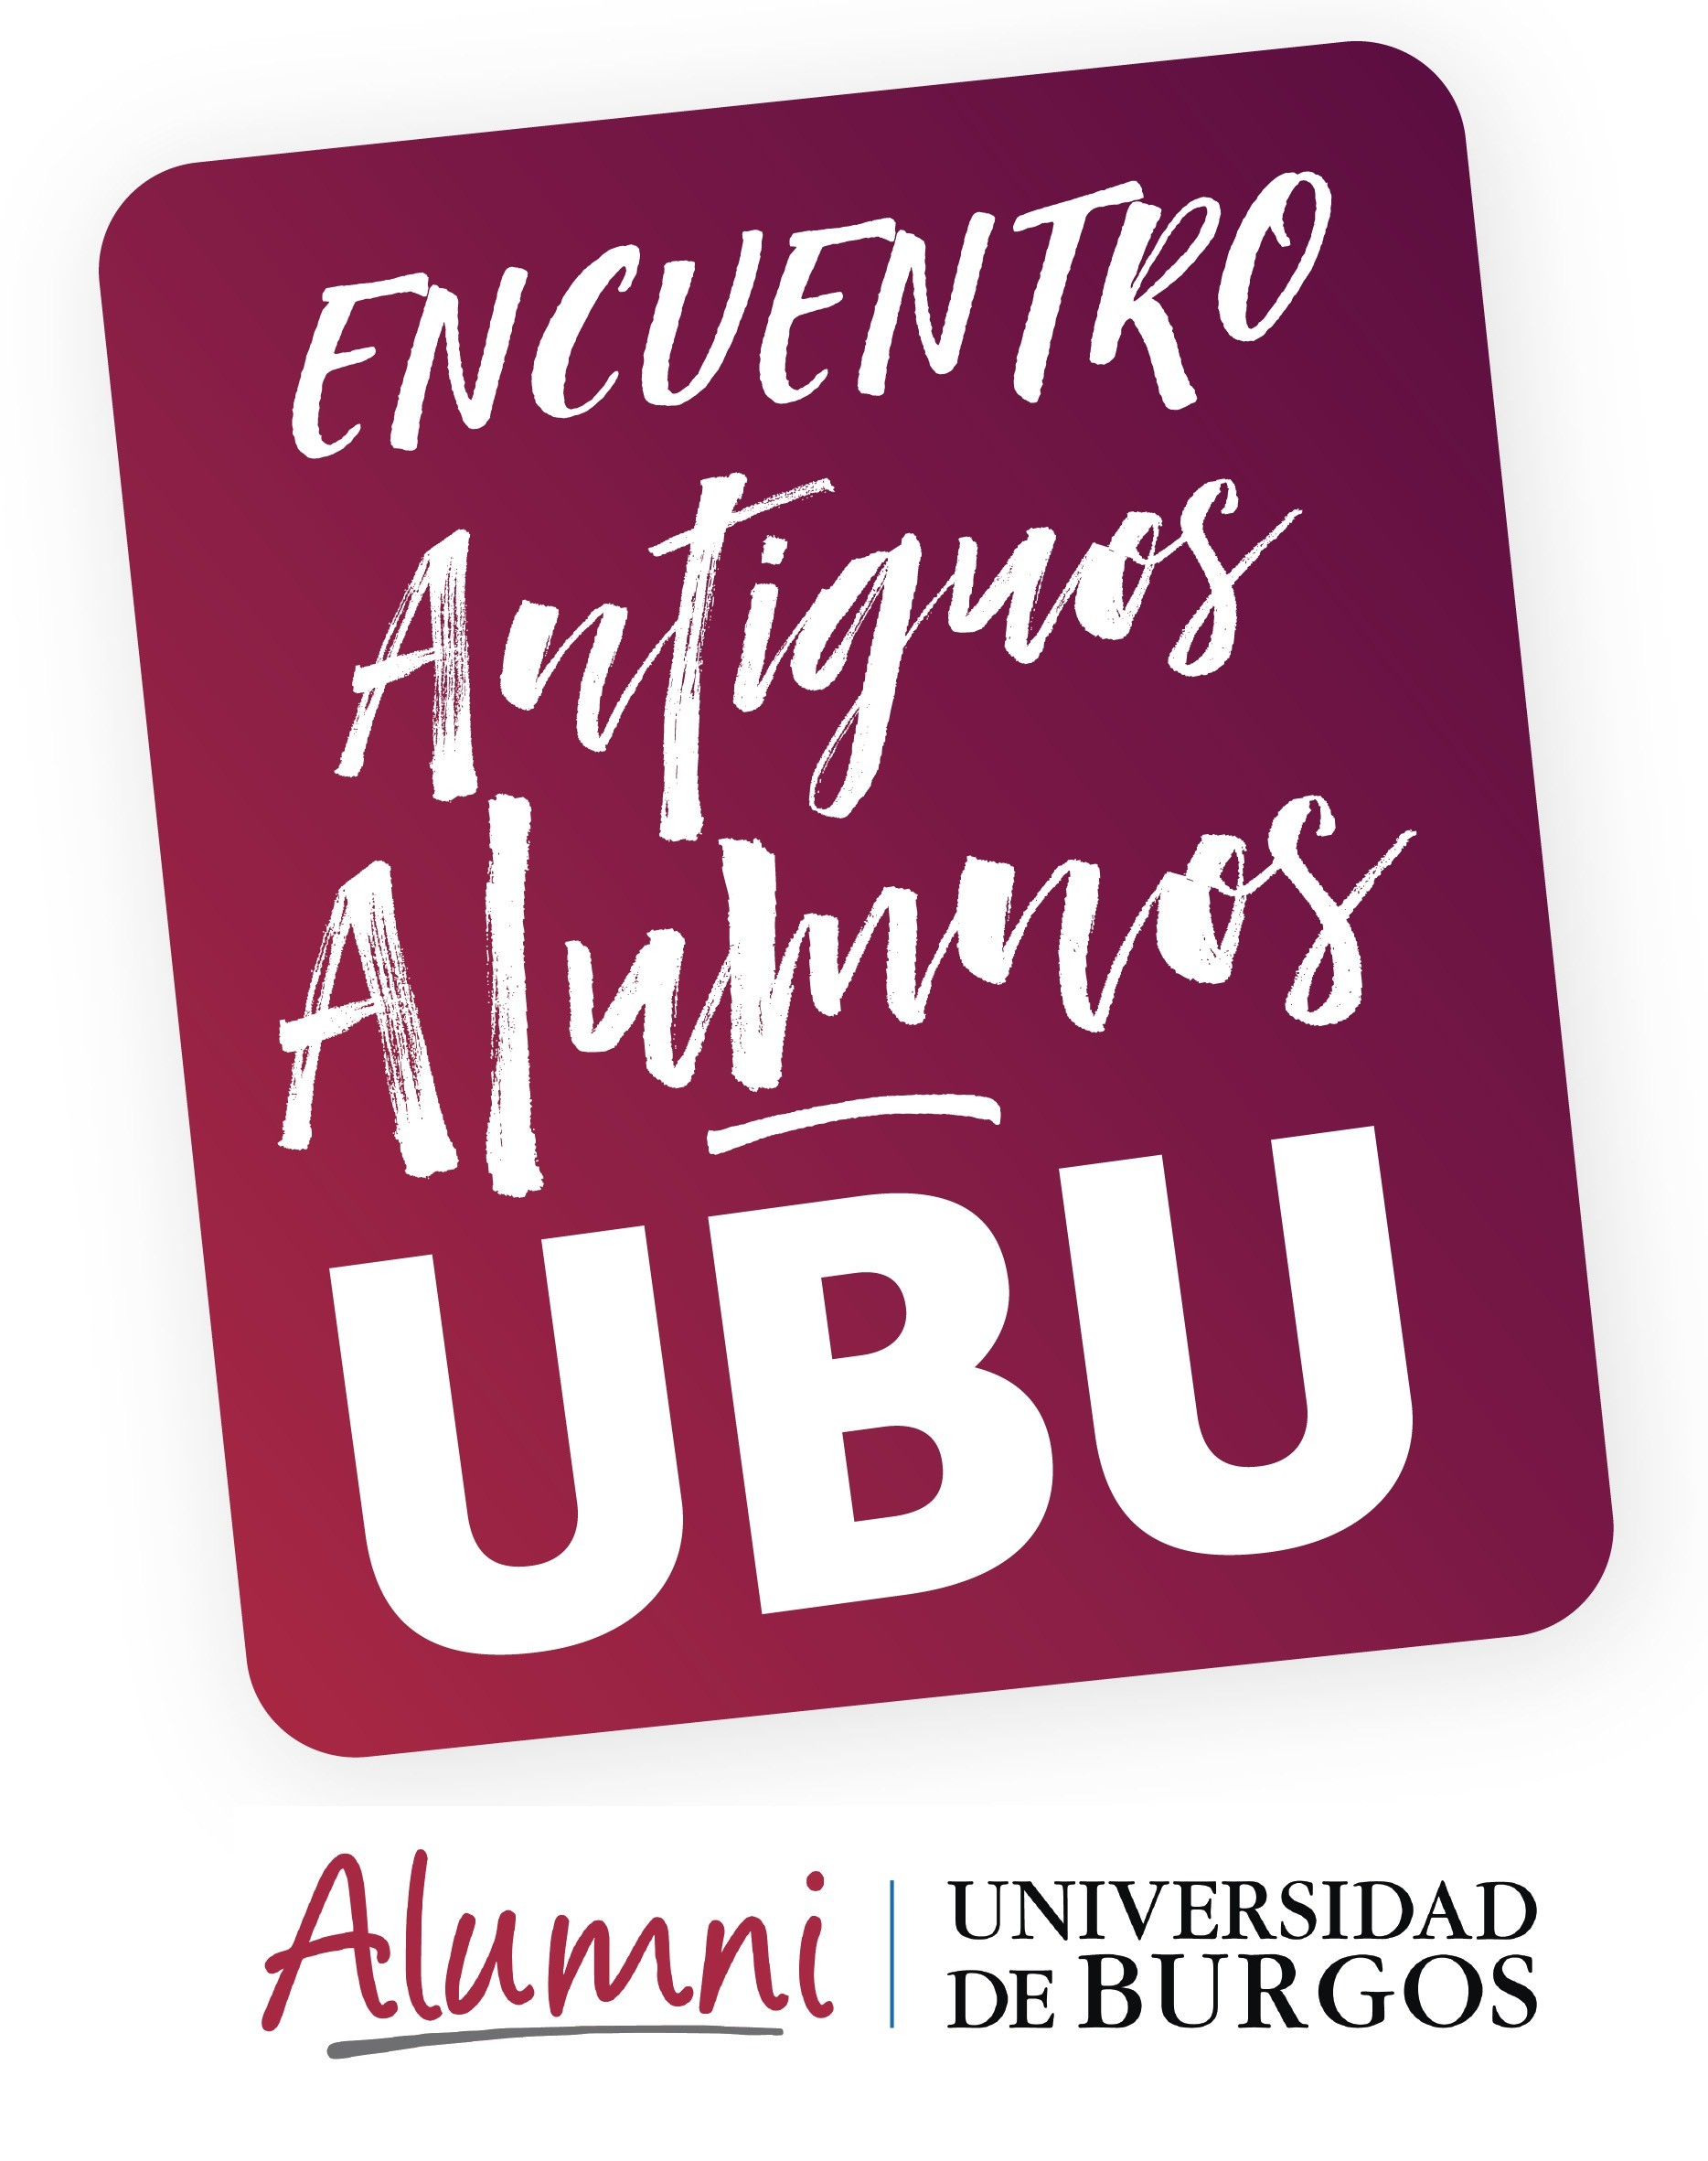 ENCUENTRO
Antiguos
Alumnos
UBU
Alumni
UNIVERSIDAD
DE BURGOS